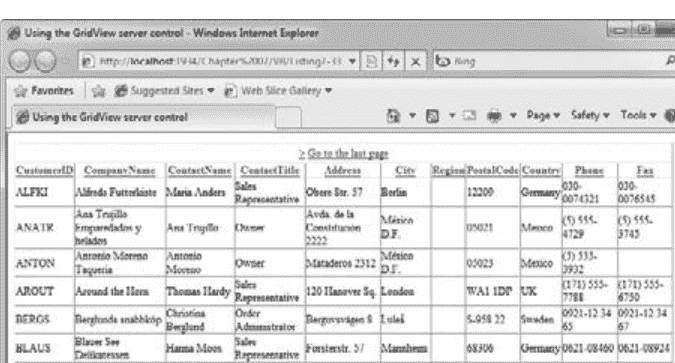 Using the GridView server control - Windows Internet Explorer
Bing
Favorites Suggested Sites Web Slice Gallery
Using the GridView server control Page Safety Tools
> Go to the last page
CustomerID CompanyName ContactName ContactTitle Address City Region PostalCode Country Phone Fax
ALFKI Alfreds Futterkiste Maria Anders Sales Representative Obere Str. 57 Berlin 12209 Germany 030-0074321 030-0076545
ANATR Ana Trujillo Emparedados y helados Ana Trujillo Owner Avda. de la Constitución 2222 México D.F. 05021 Mexico (5) 555-4729 (5) 555-3745
ANTON Antonio Moreno Taquería Antonio Moreno Owner Mataderos 2312 México D.F. 05023 Mexico (5) 555-3932
AROUT Around the Horn Thomas Hardy Sales Representative 120 Hanover Sq. London WA1 1DP UK (171) 555-7788 (171) 555-6750
BERGS Berglunds snabbköp Christina Berglund Order Administrator Berguvsvägen 8 Luleå S-958 22 Sweden 0921-12 34 65 0921-12 34 67
BLAUS Blauer See Delikatessen Hanna Moos Sales Representative Forsterstr. 57 Mannheim 68306 Germany 0621-08460 0621-08924